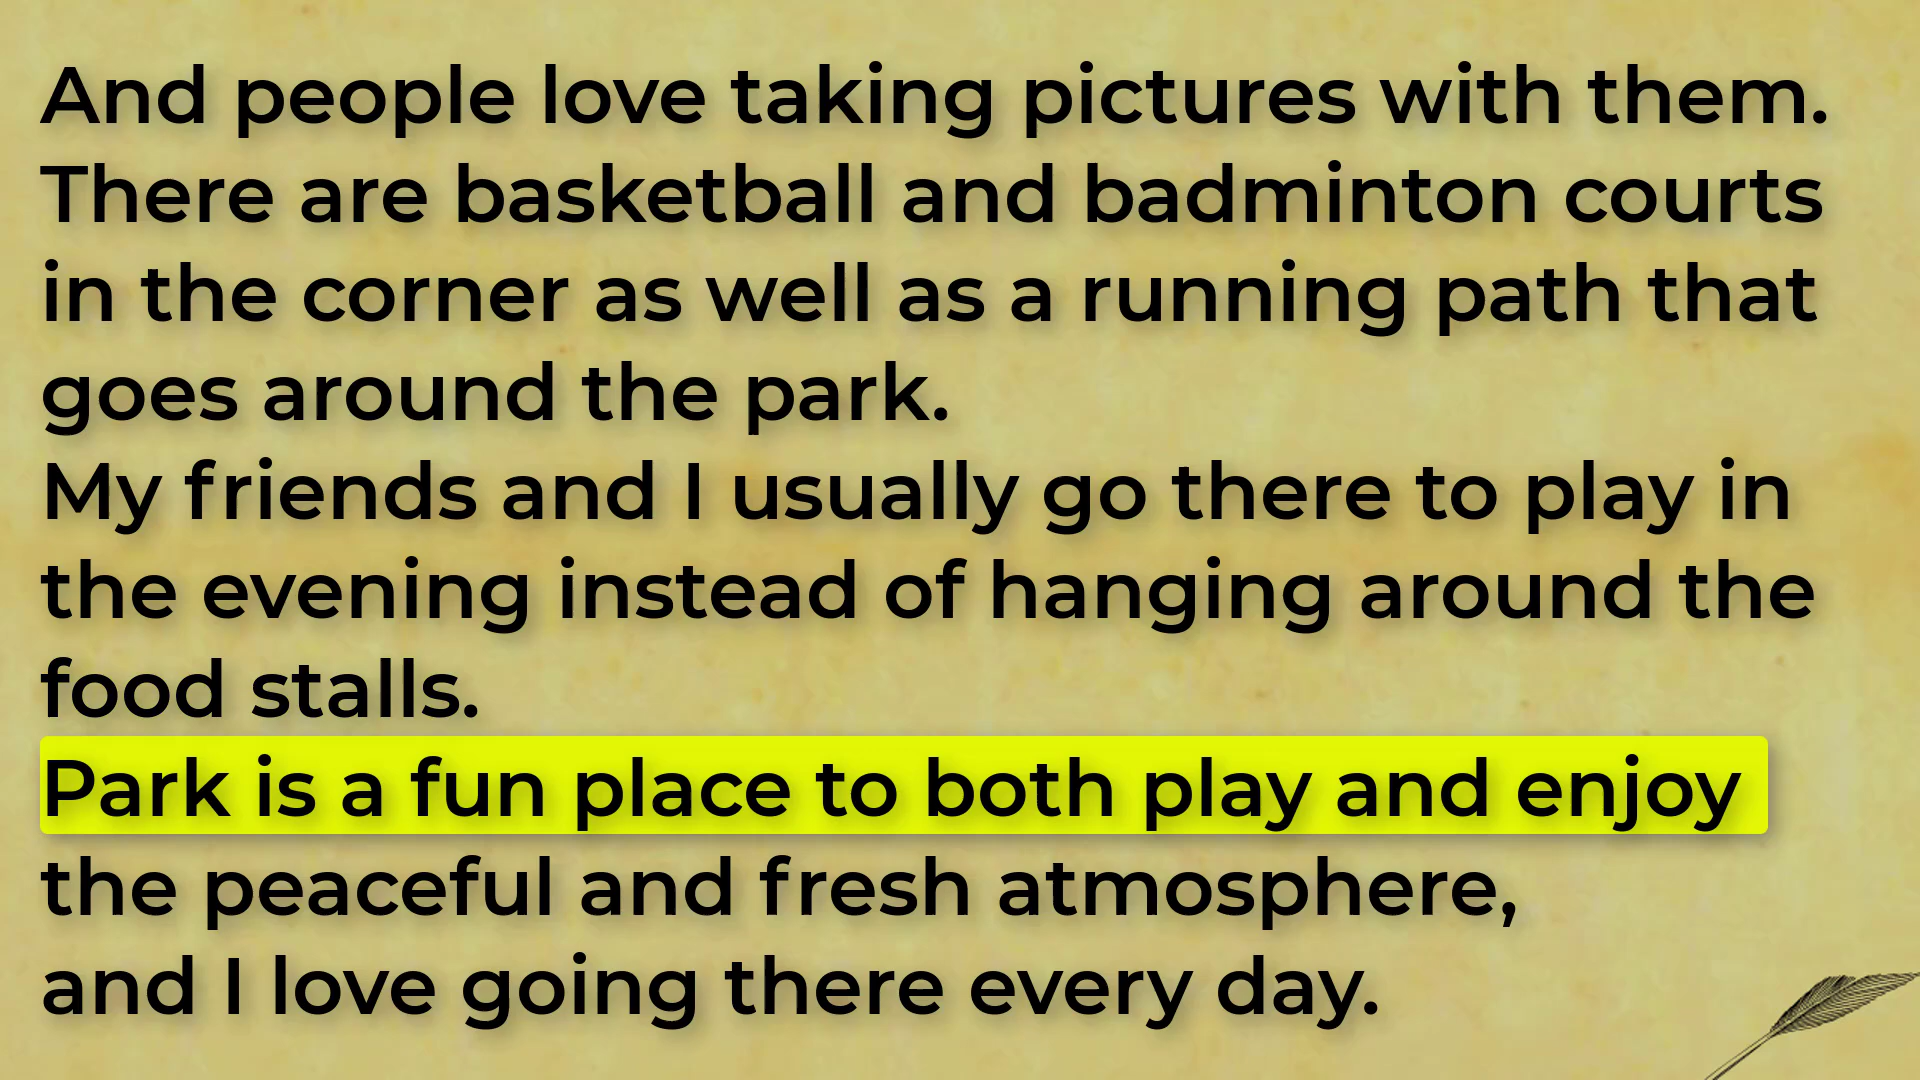 And people love taking pictures with them.
There are basketball and badminton courts
in the corner as well as a running path that
goes around the park.
My friends and I usually go there to play in
the evening instead of hanging around the
food stalls.
Park is a fun place to both play and enjoy
the peaceful and fresh atmosphere,
and I love going there every day.